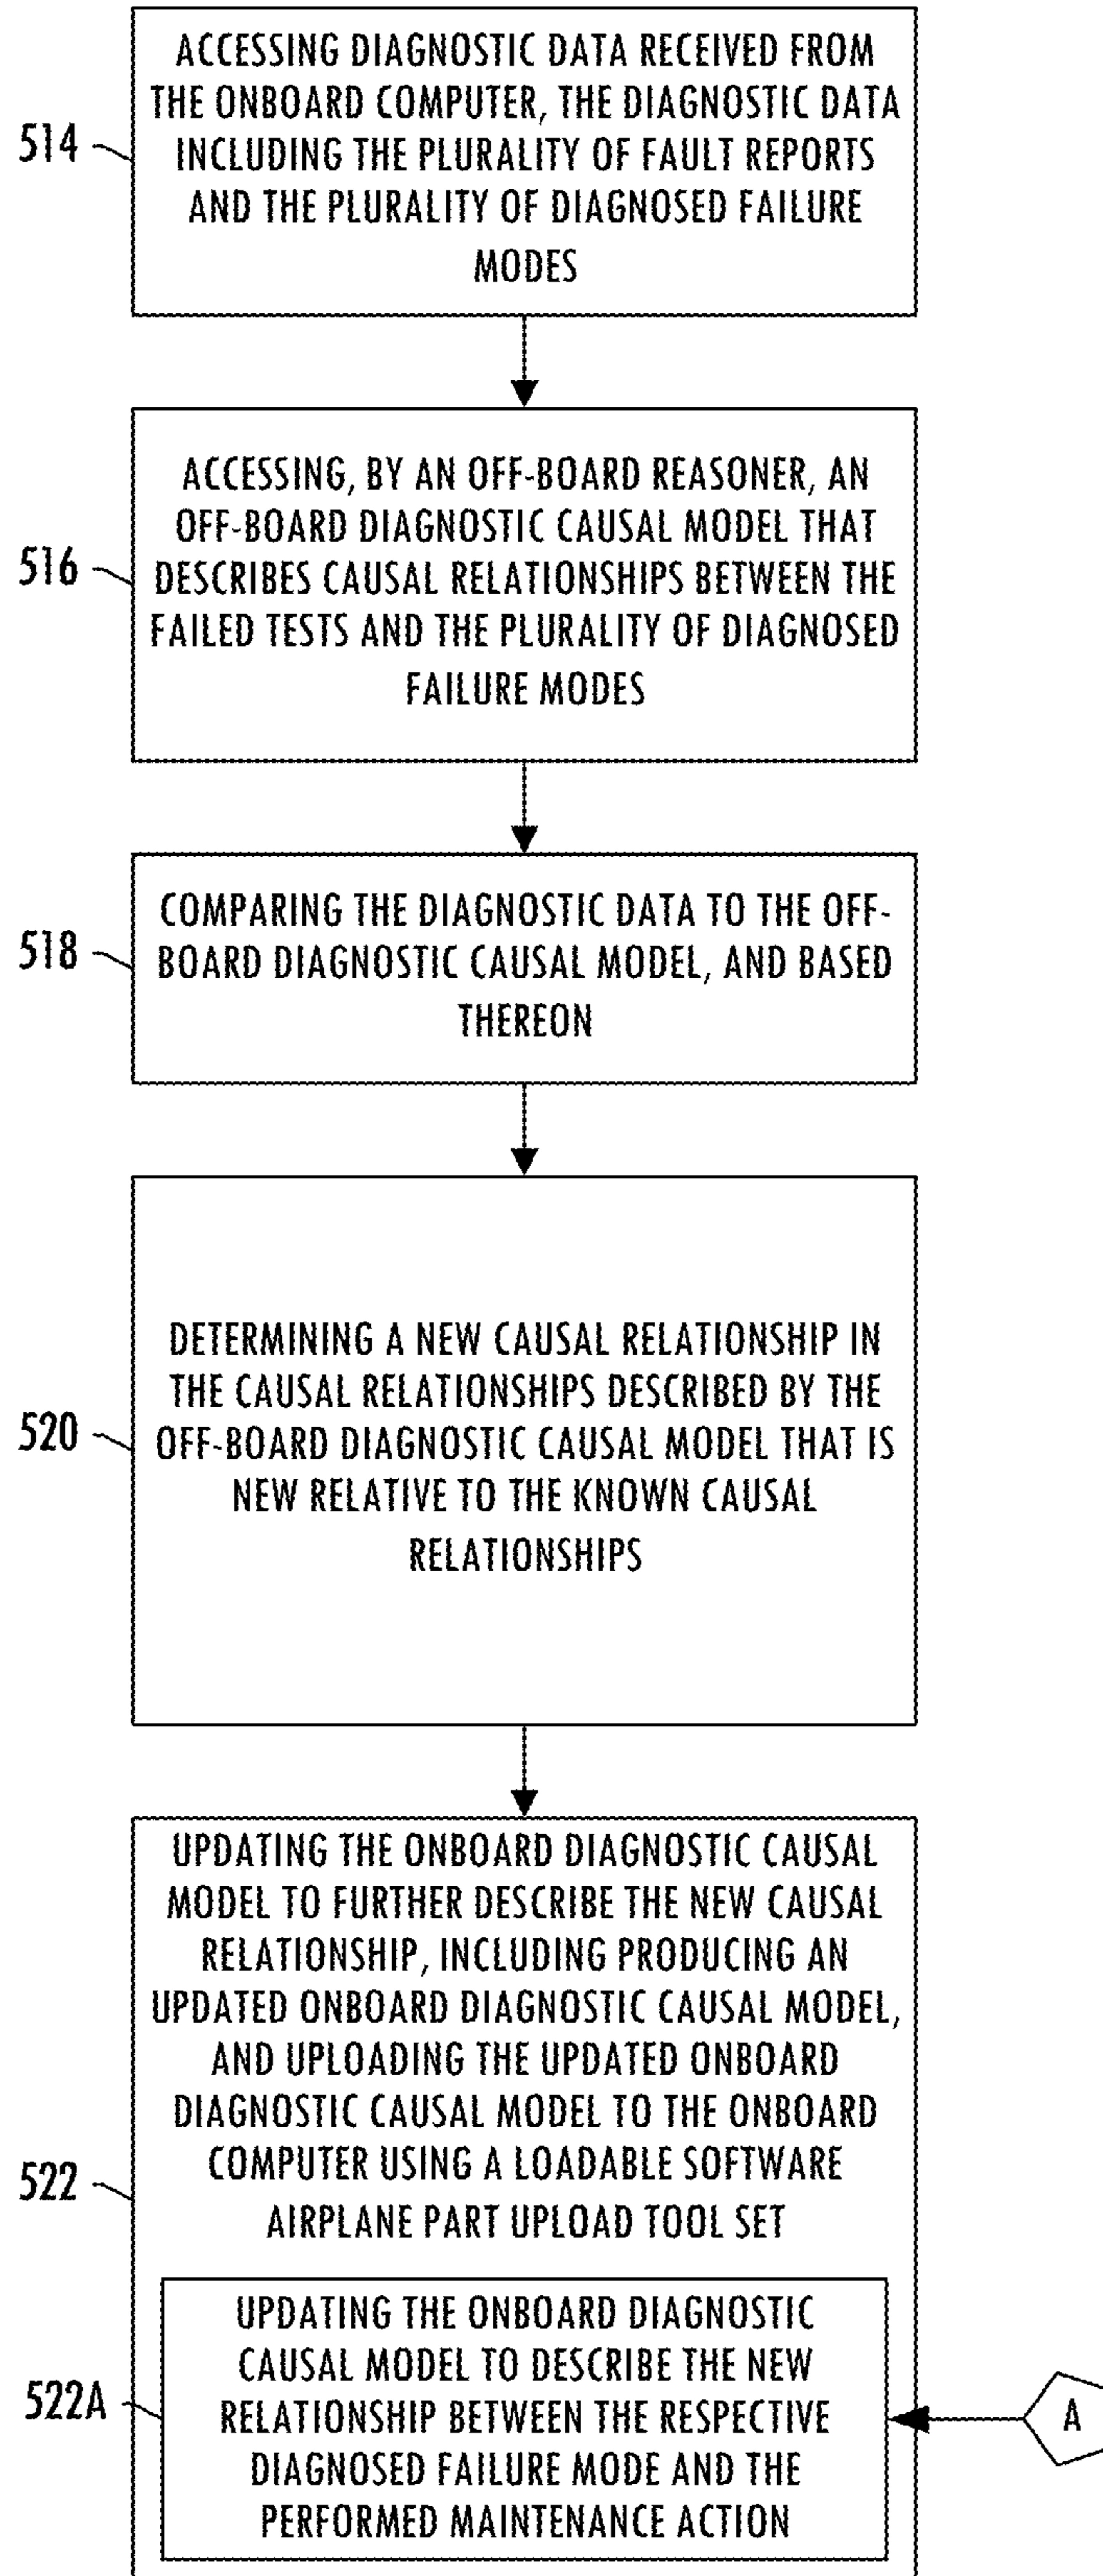 ACCESSING DIAGNOSTIC DATA RECEIVED FROM
THE ONBOARD COMPUTER, THE DIAGNOSTIC DATA
INCLUDING THE PLURALITY OF FAULT REPORTS
AND THE PLURALITY OF DIAGNOSED FAILURE
MODES
514
ACCESSING, BY AN OFF-BOARD REASONER, AN
OFF-BOARD DIAGNOSTIC CAUSAL MODEL THAT
DESCRIBES CAUSAL RELATIONSHIPS BETWEEN THE
FAILED TESTS AND THE PLURALITY OF DIAGNOSED
FAILURE MODES
516
COMPARING THE DIAGNOSTIC DATA TO THE OFF-
BOARD DIAGNOSTIC CAUSAL MODEL, AND BASED
THEREON
518
DETERMINING A NEW CAUSAL RELATIONSHIP IN
THE CAUSAL RELATIONSHIPS DESCRIBED BY THE
OFF-BOARD DIAGNOSTIC CAUSAL MODEL THAT IS
NEW RELATIVE TO THE KNOWN CAUSAL
RELATIONSHIPS
520
UPDATING THE ONBOARD DIAGNOSTIC CAUSAL
MODEL TO FURTHER DESCRIBE THE NEW CAUSAL
RELATIONSHIP, INCLUDING PRODUCING AN
UPDATED ONBOARD DIAGNOSTIC CAUSAL MODEL,
AND UPLOADING THE UPDATED ONBOARD
DIAGNOSTIC CAUSAL MODEL TO THE ONBOARD
COMPUTER USING A LOADABLE SOFTWARE
AIRPLANE PART UPLOAD TOOL SET
522
UPDATING THE ONBOARD DIAGNOSTIC
CAUSAL MODEL TO DESCRIBE THE NEW
RELATIONSHIP BETWEEN THE RESPECTIVE
DIAGNOSED FAILURE MODE AND THE
PERFORMED MAINTENANCE ACTION
522A
A